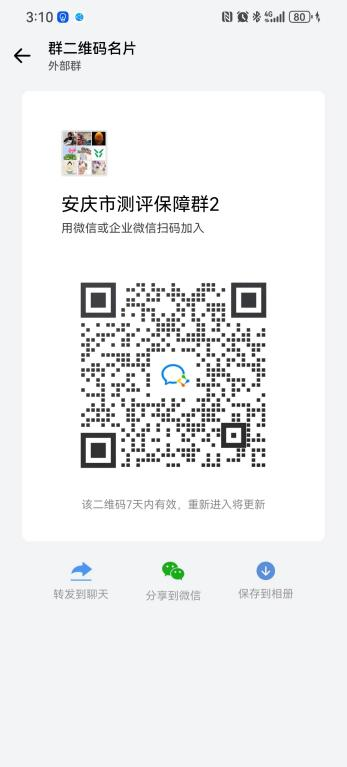 3:10
4G
80
群二维码名片
外部群
安庆市测评保障群2
用微信或企业微信扫码加入
该二维码7天内有效，重新进入将更新
转发到聊天
分享到微信
保存到相册